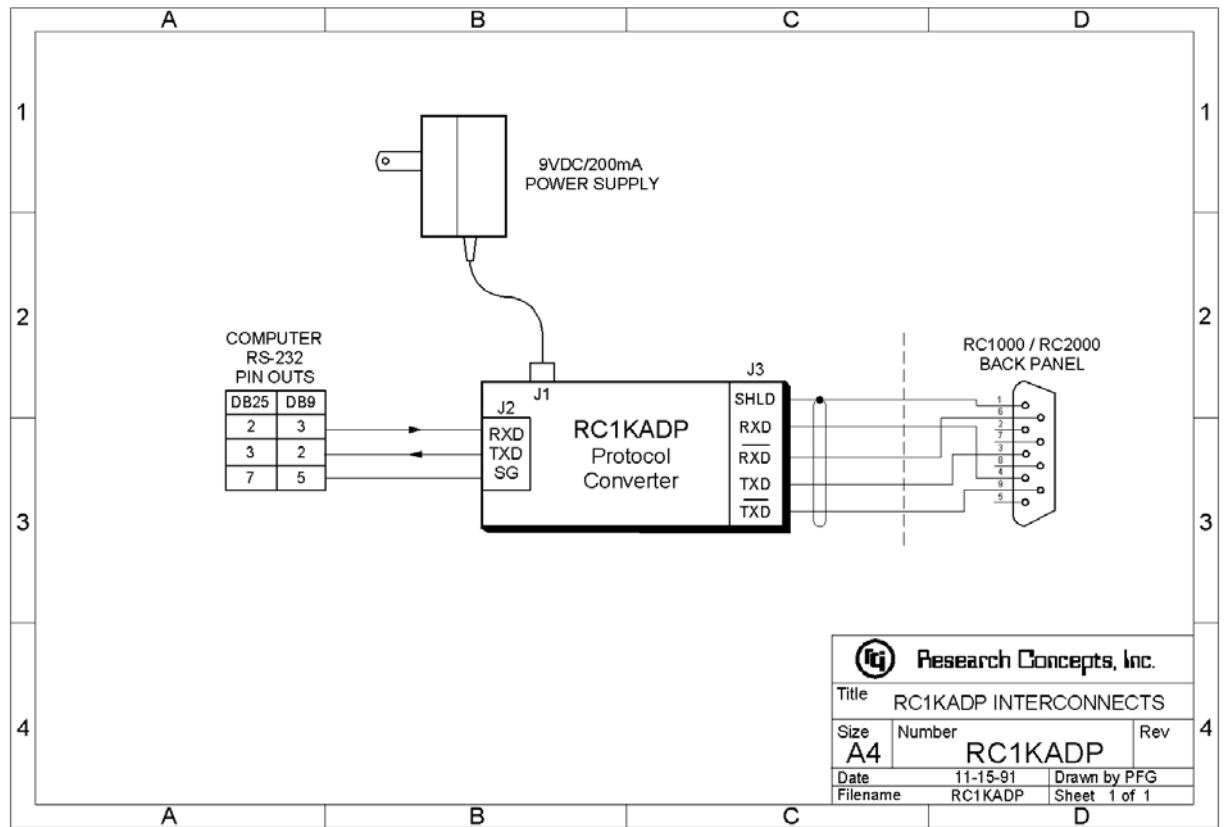 A B C D
1 1
9VDC/200mA
POWER SUPPLY
2 2
COMPUTER
RS-232
PIN OUTS
DB25 DB9
2 3
3 2
7 5
J1
J2
RXD
TXD
SG
RC1KADP
Protocol
Converter
J3
SHLD
RXD
RXD
TXD
TXD
RC1000 / RC2000
BACK PANEL
1
6
2
7
3
8
4
9
5
3 3
rci Research Concepts, Inc.
Title RC1KADP INTERCONNECTS
Size A4 Number RC1KADP Rev
Date 11-15-91 Drawn by PFG
Filename RC1KADP Sheet 1 of 1
4 4
A B C D